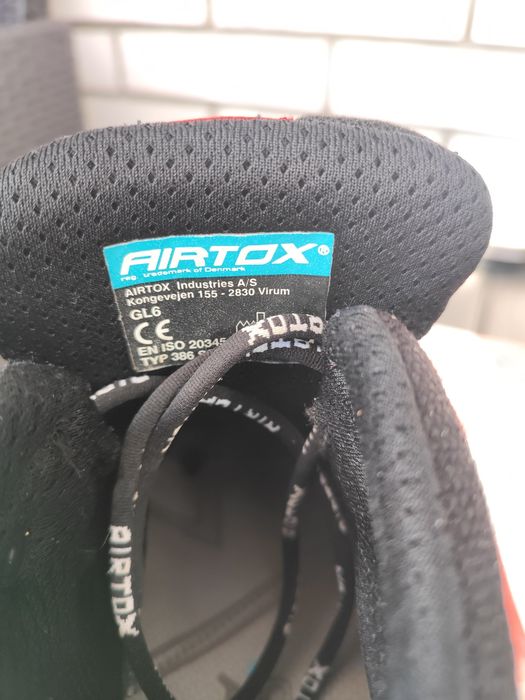 AIRTOX®
reg. trademark of Denmark
AIRTOX Industries A/S
Kongevejen 155 - 2830 Virum
GL6
CE
EN ISO 20345
TYP 386
AIRTOX